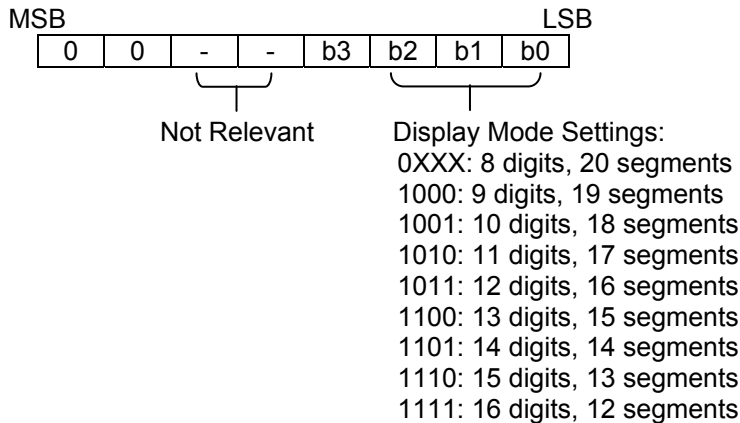 MSB LSB
0 0 - - b3 b2 b1 b0
Not Relevant Display Mode Settings:
0XXX: 8 digits, 20 segments
1000: 9 digits, 19 segments
1001: 10 digits, 18 segments
1010: 11 digits, 17 segments
1011: 12 digits, 16 segments
1100: 13 digits, 15 segments
1101: 14 digits, 14 segments
1110: 15 digits, 13 segments
1111: 16 digits, 12 segments